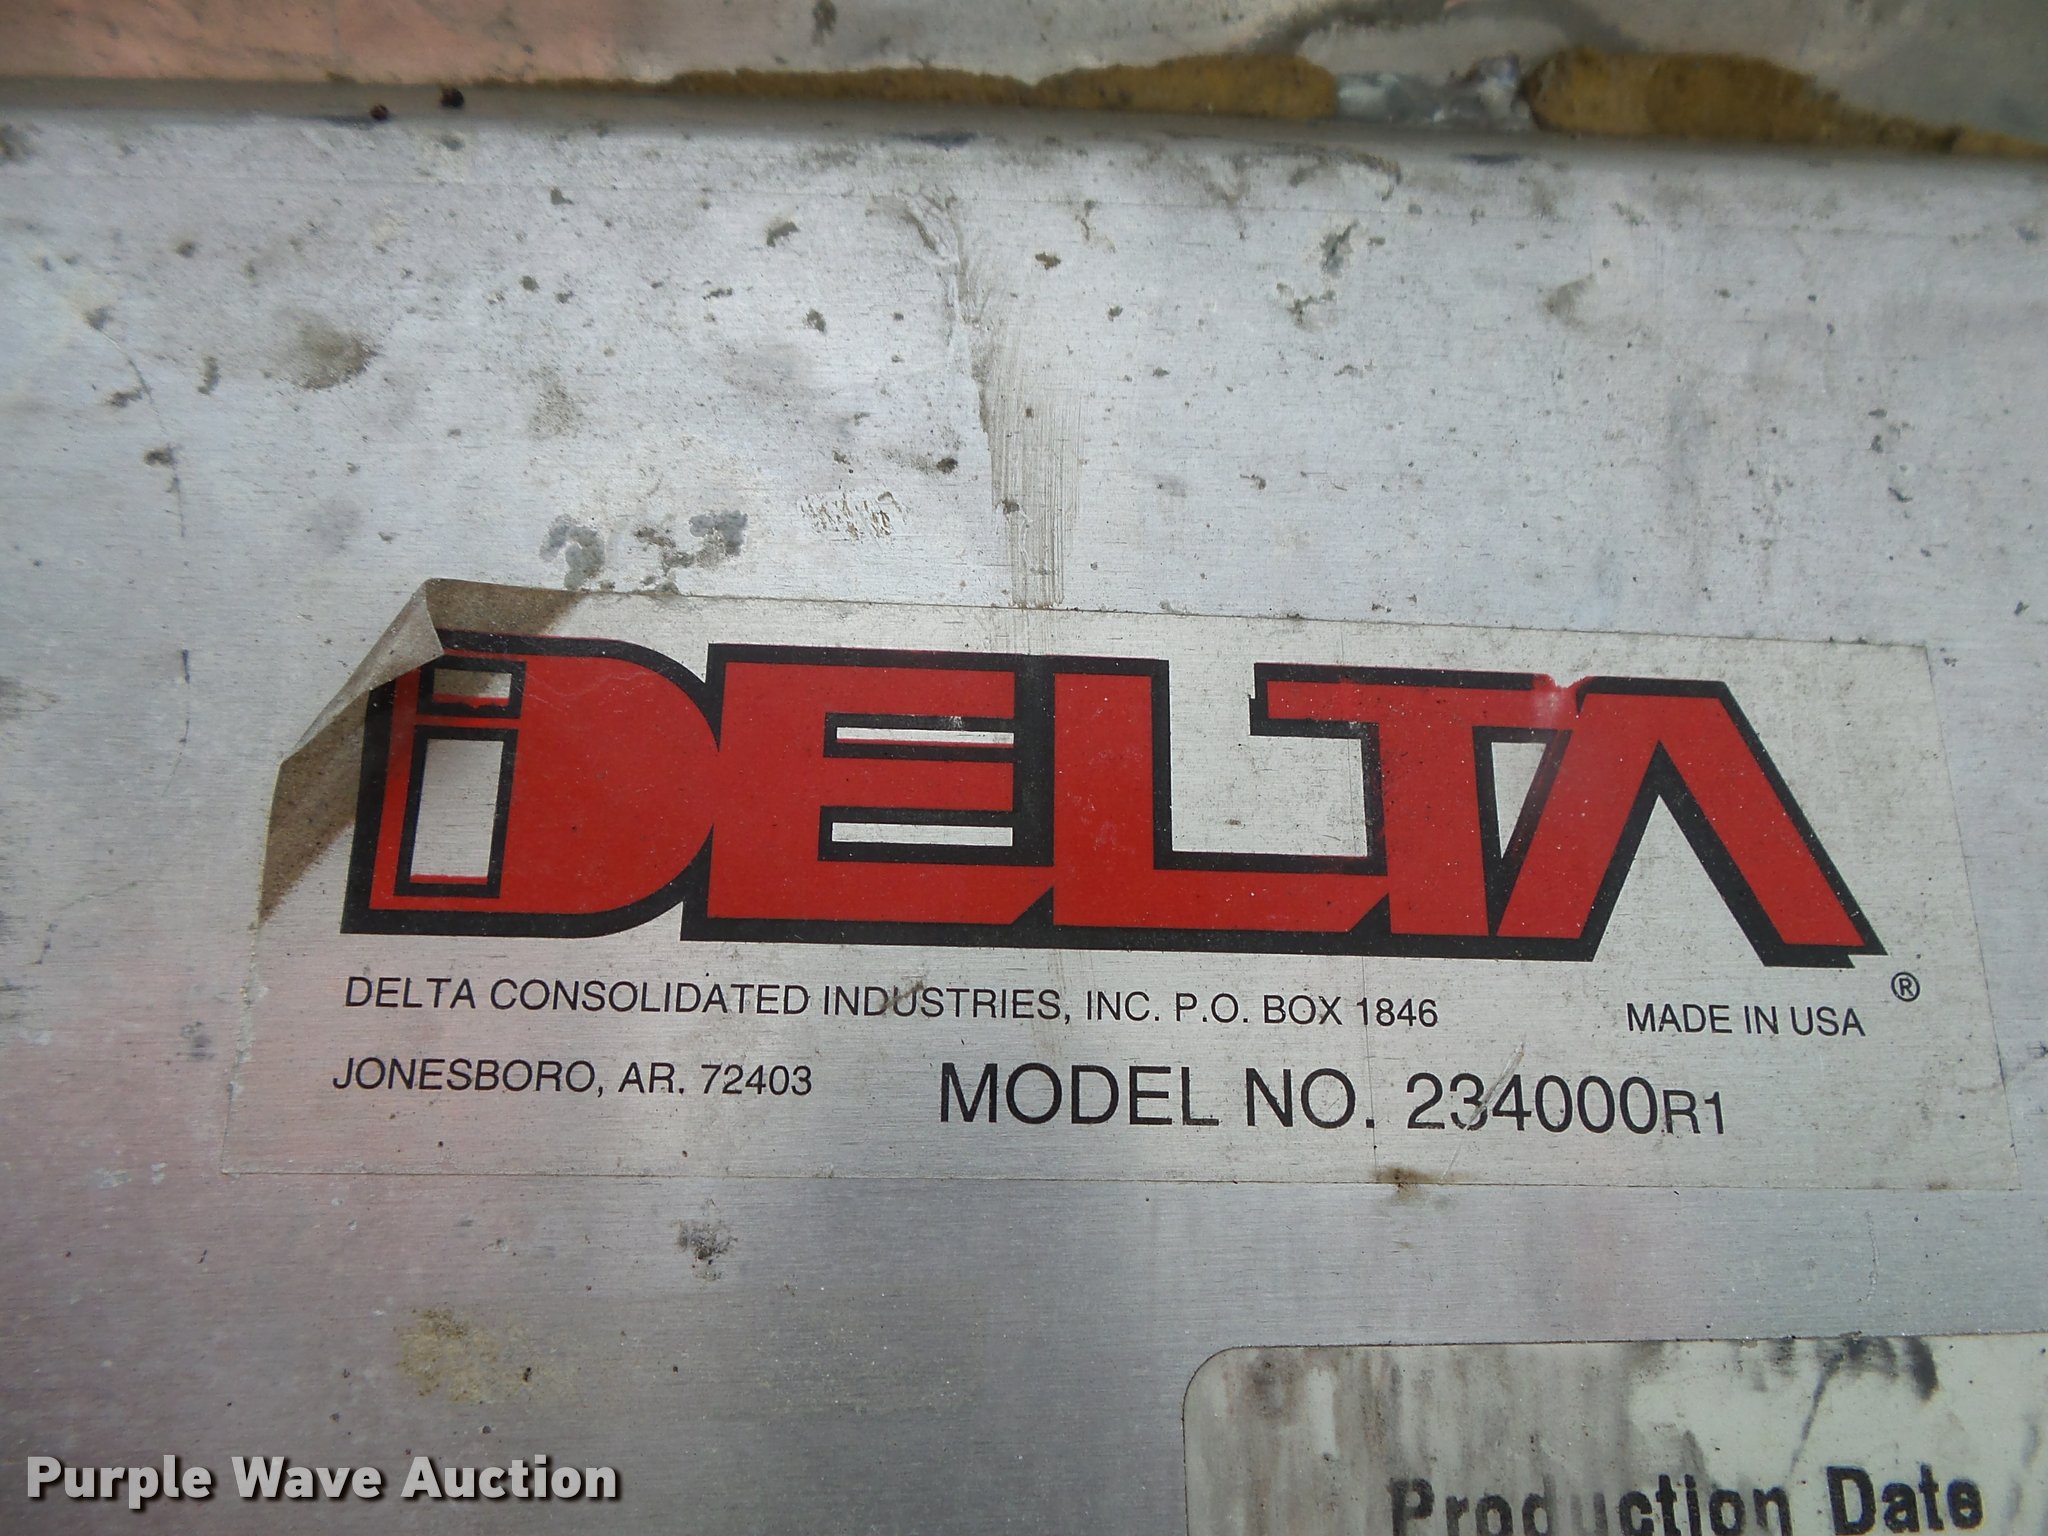 DELTA ®
DELTA CONSOLIDATED INDUSTRIES, INC. P.O. BOX 1846 MADE IN USA
JONESBORO, AR. 72403 MODEL NO. 234000R1
Production Date
Purple Wave Auction